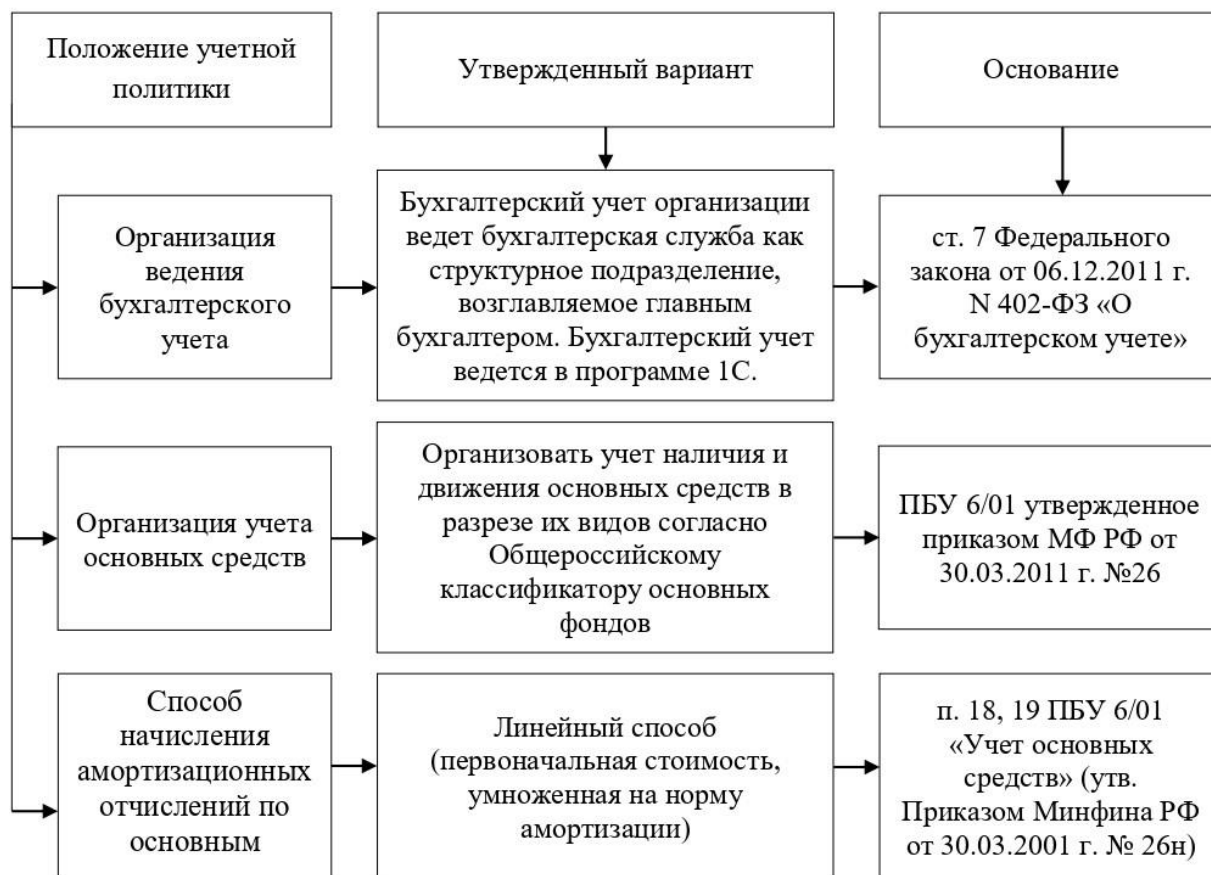 Положение учетной
политики
Утвержденный вариант
Основание
Организация
ведения
бухгалтерского
учета
Бухгалтерский учет организации
ведет бухгалтерская служба как
структурное подразделение,
возглавляемое главным
бухгалтером. Бухгалтерский учет
ведется в программе 1С.
ст. 7 Федерального
закона от 06.12.2011 г.
N 402-ФЗ «О
бухгалтерском учете»
Организация учета
основных средств
Организовать учет наличия и
движения основных средств в
разрезе их видов согласно
Общероссийскому
классификатору основных
фондов
ПБУ 6/01 утвержденное
приказом МФ РФ от
30.03.2011 г. №26
Способ
начисления
амортизационных
отчислений по
основным
Линейный способ
(первоначальная стоимость,
умноженная на норму
амортизации)
п. 18, 19 ПБУ 6/01
«Учет основных
средств» (утв.
Приказом Минфина РФ
от 30.03.2001 г. № 26н)